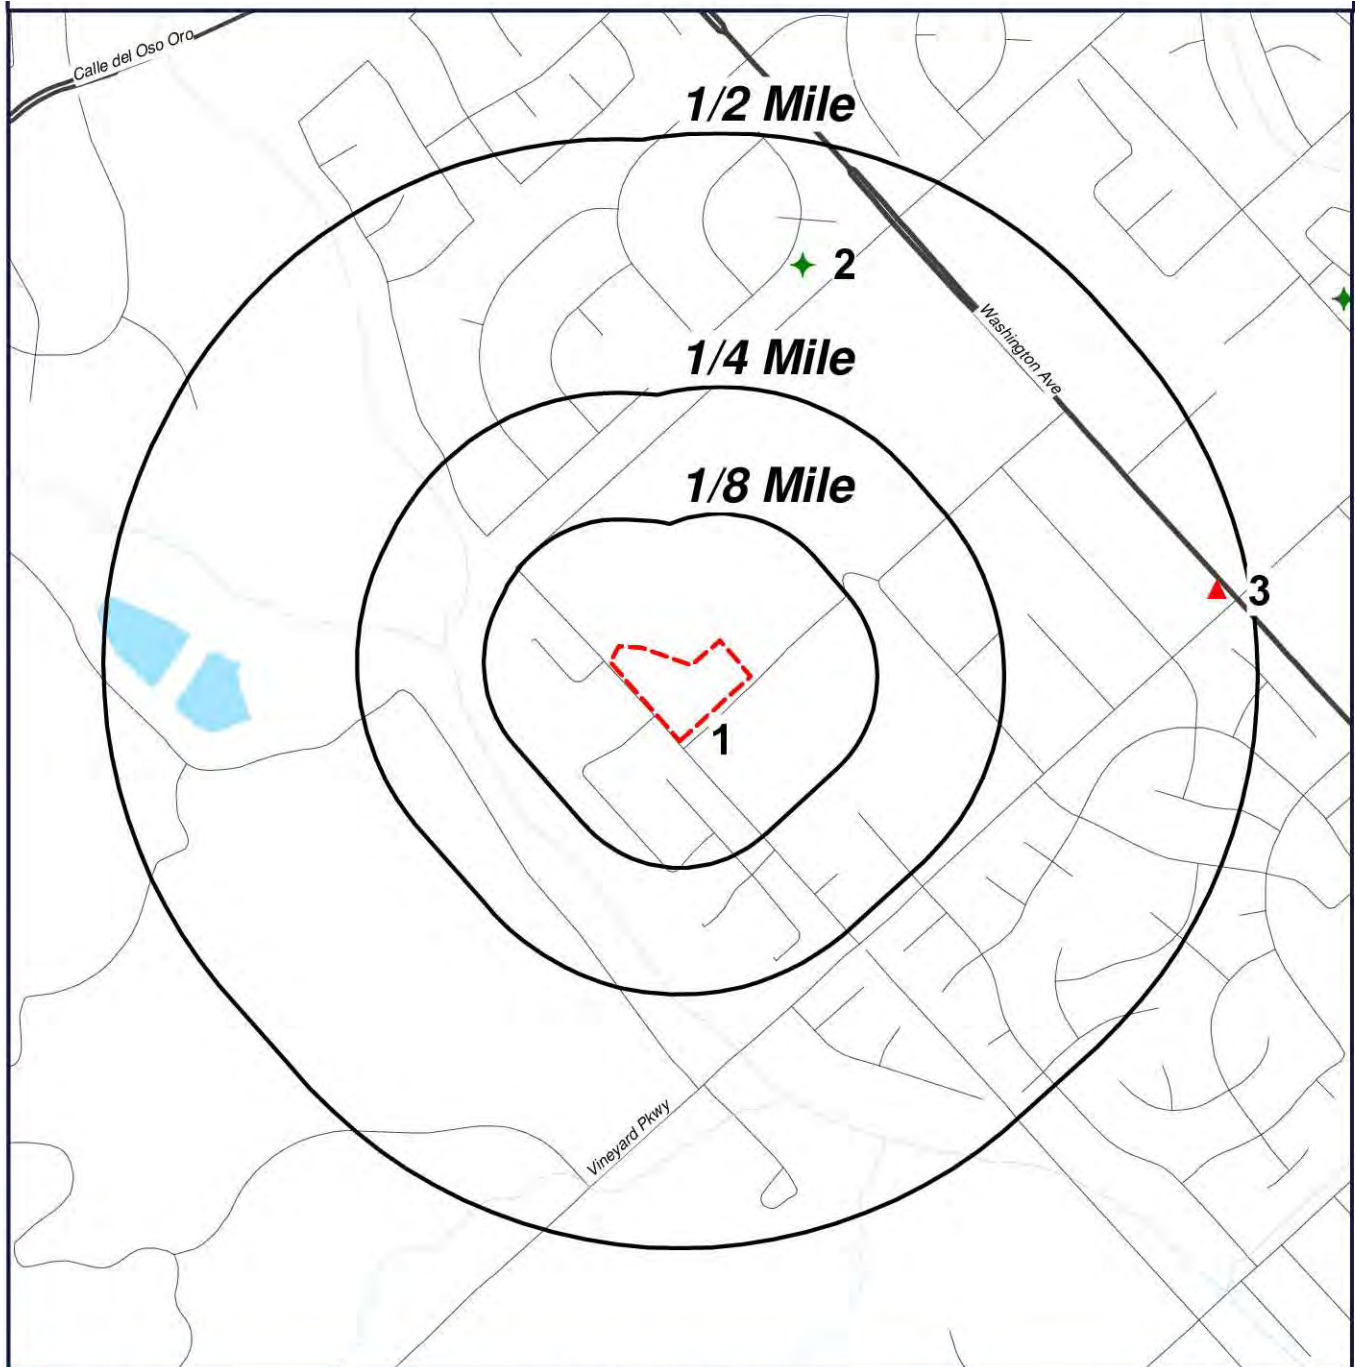 Calle del Oso Oro
1/2 Mile
2
Washington Ave
1/4 Mile
1/8 Mile
3
1
Vineyard Pkwy